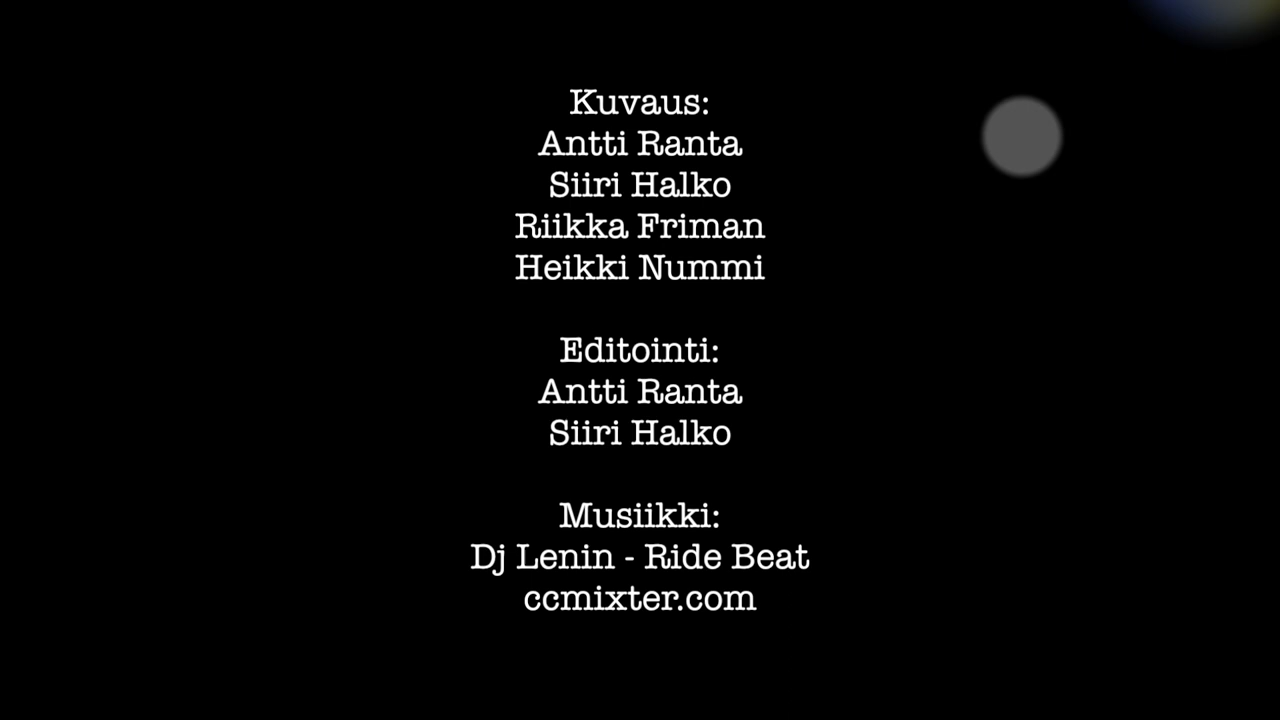 Kuvaus:
Antti Ranta
Siiri Halko
Riikka Friman
Heikki Nummi
Editointi:
Antti Ranta
Siiri Halko
Musiikki:
Dj Lenin - Ride Beat
ccmixter.com